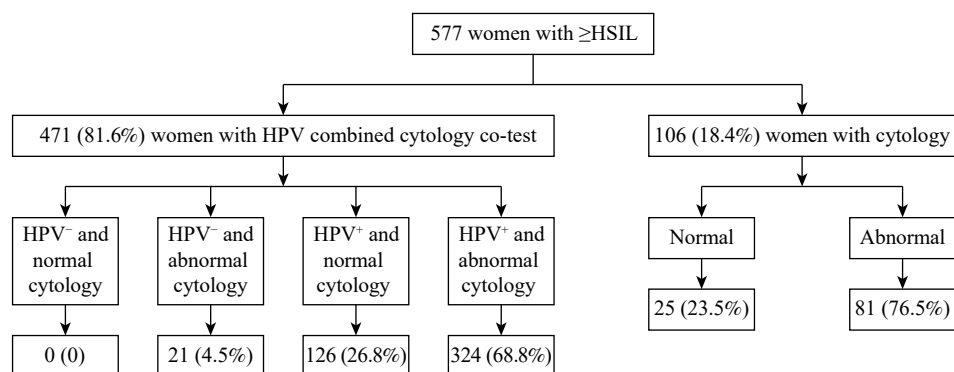 577 women with ≥HSIL
471 (81.6%) women with HPV combined cytology co-test
106 (18.4%) women with cytology
HPV⁻ and
normal
cytology
HPV⁻ and
abnormal
cytology
HPV⁺ and
normal
cytology
HPV⁺ and
abnormal
cytology
Normal
Abnormal
25 (23.5%)
81 (76.5%)
0 (0)
21 (4.5%)
126 (26.8%)
324 (68.8%)